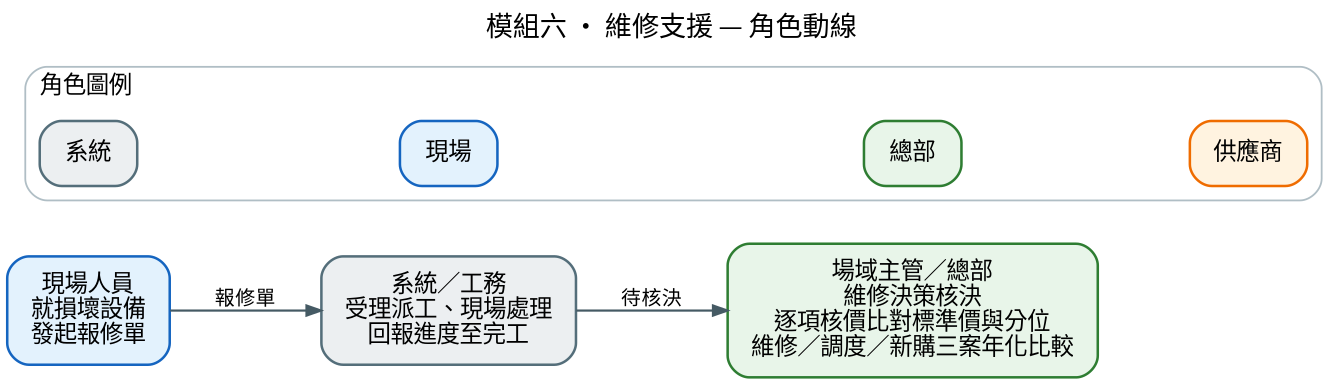 模組六 ・ 維修支援 — 角色動線
角色圖例
系統
現場
總部
供應商
現場人員
就損壞設備
發起報修單
報修單
系統／工務
受理派工、現場處理
回報進度至完工
待核決
場域主管／總部
維修決策核決
逐項核價比對標準價與分位
維修／調度／新購三案年化比較